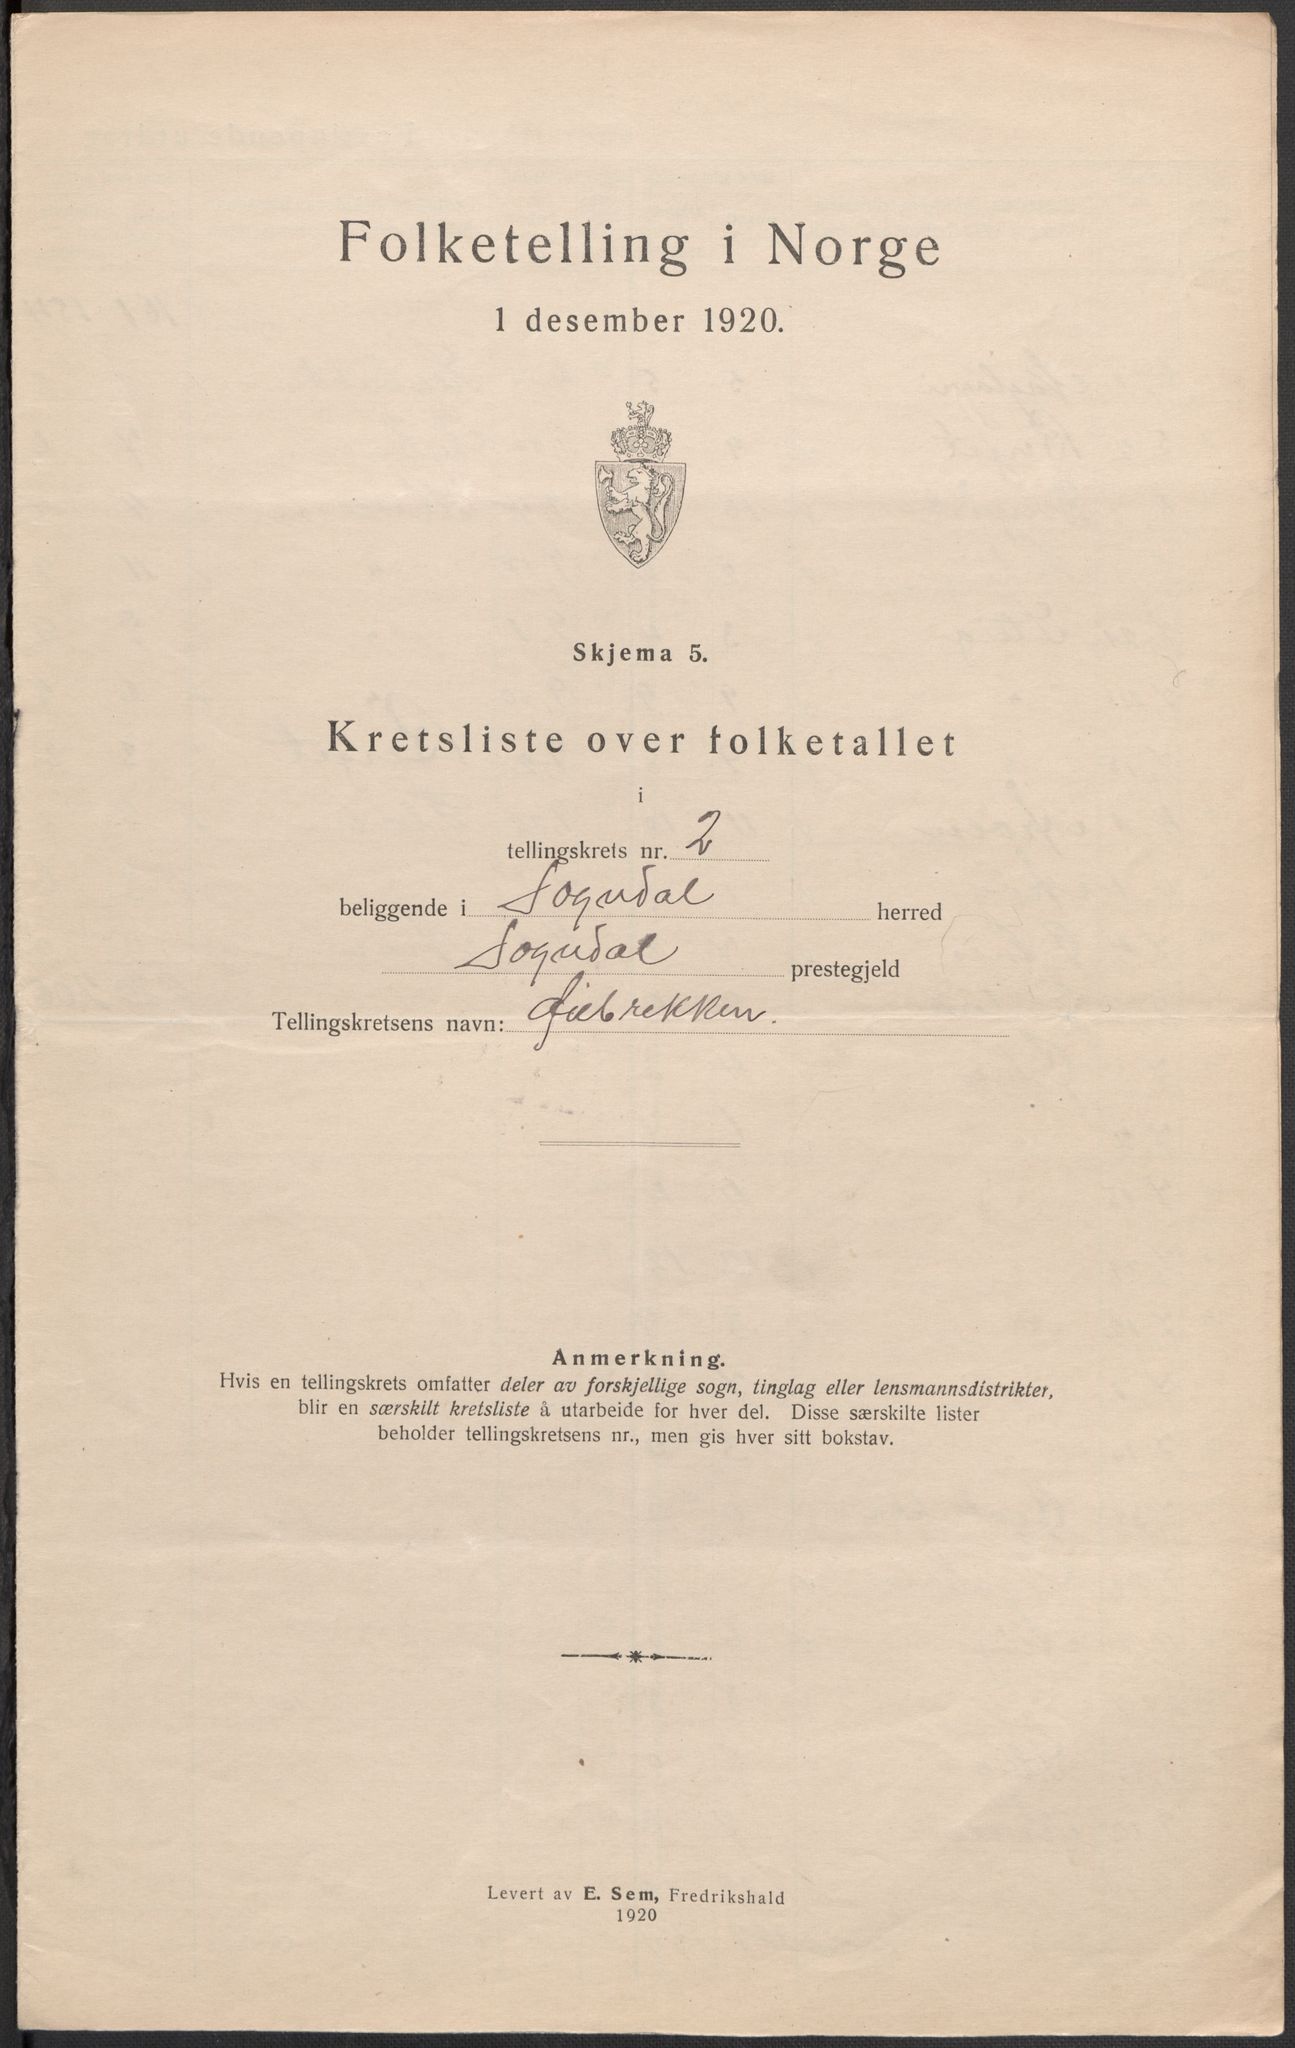 Folketelling i Norge
1 desember 1920.
Skjema 5.
Kretsliste over folketallet
i
tellingskrets nr. 2
beliggende i Sogndal herred
Sogndal prestegjeld
Tellingskretsens navn: Øiebrekken.
Anmerkning.
Hvis en tellingskrets omfatter deler av forskjellige sogn, tinglag eller lensmannsdistrikter,
blir en særskilt kretsliste å utarbeide for hver del. Disse særskilte lister
beholder tellingskretsens nr., men gis hver sitt bokstav.
Levert av E. Sem, Fredrikshald
1920